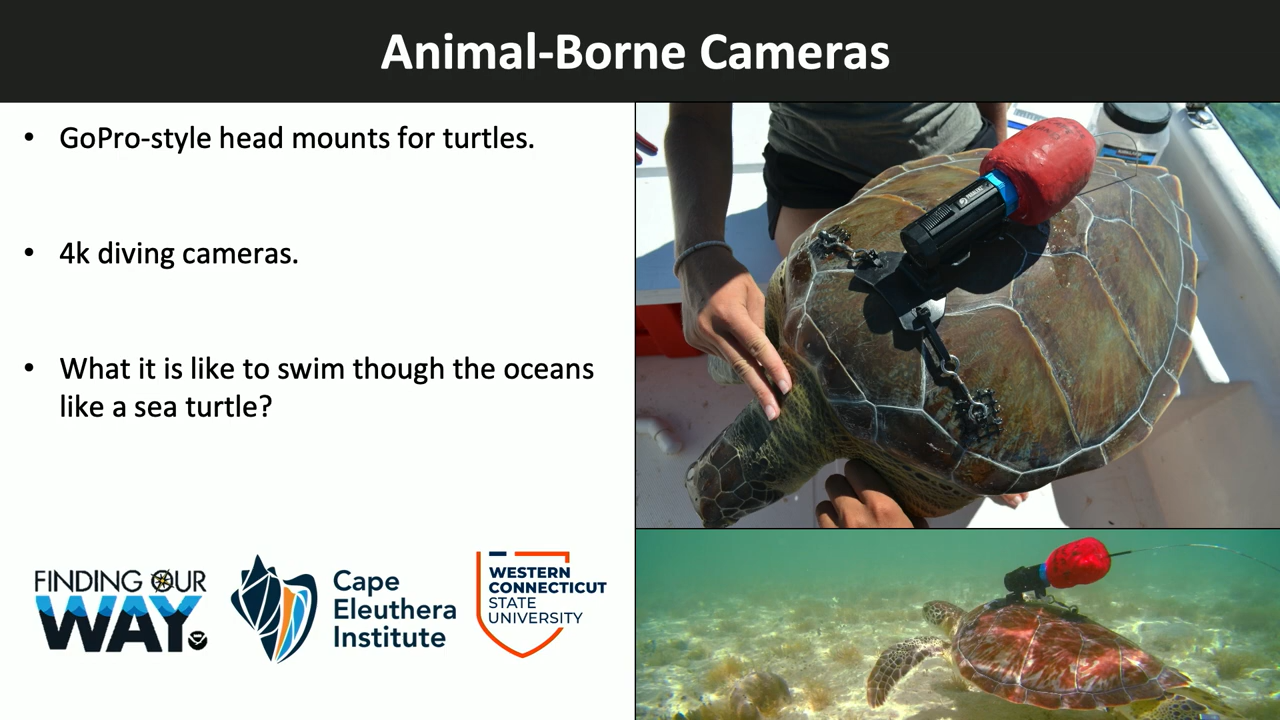 Animal-Borne Cameras
• GoPro-style head mounts for turtles.
• 4k diving cameras.
• What it is like to swim though the oceans
like a sea turtle?
FINDING OUR
WAY
Cape
Eleuthera
Institute
WESTERN
CONNECTICUT
STATE
UNIVERSITY